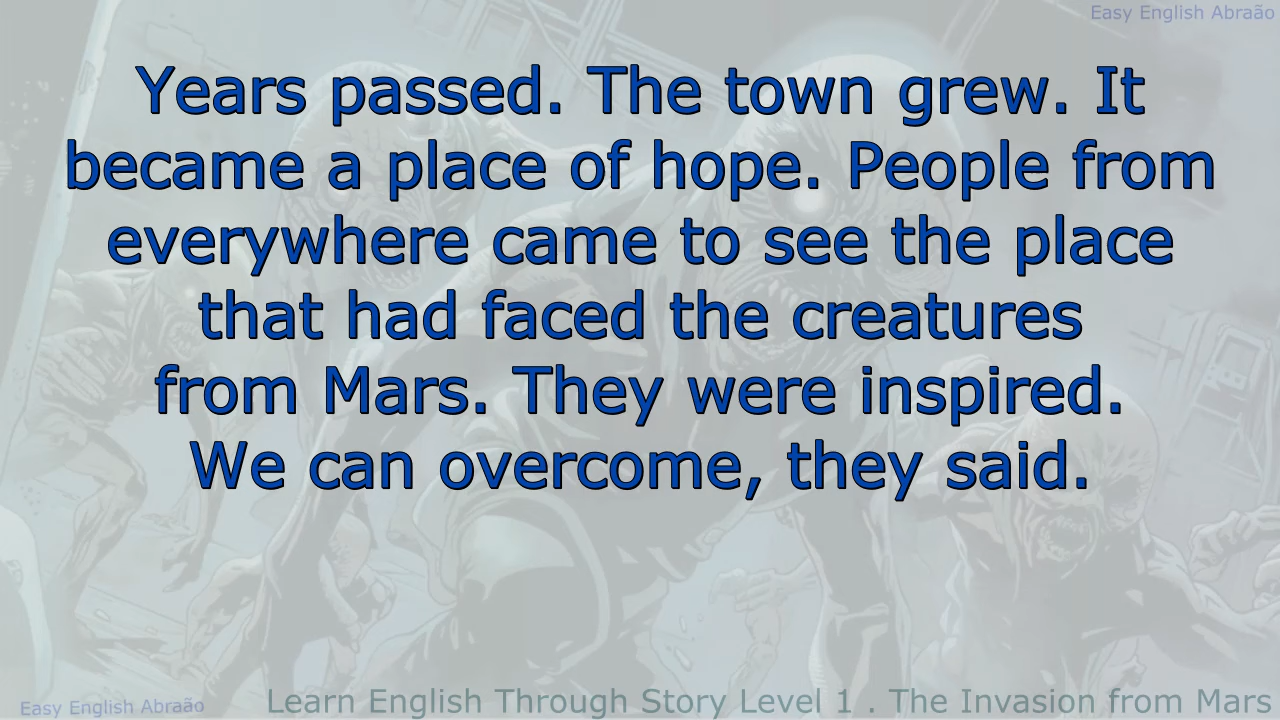 Easy English Abraão
Years passed. The town grew. It
became a place of hope. People from
everywhere came to see the place
that had faced the creatures
from Mars. They were inspired.
We can overcome, they said.
Easy English Abraão
Learn English Through Story Level 1 . The Invasion from Mars